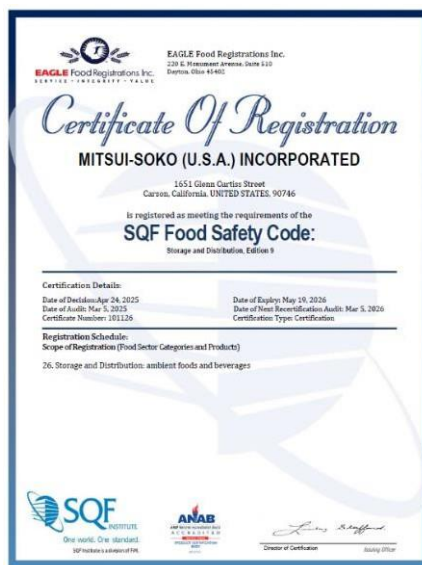 EAGLE Food Registrations Inc.
SERVICE • INTEGRITY • VALUE
EAGLE Food Registrations Inc.
220 E. Monument Avenue, Suite 510
Dayton, Ohio 45402
Certificate Of Registration
MITSUI-SOKO (U.S.A.) INCORPORATED
1651 Glenn Curtiss Street
Carson, California, UNITED STATES, 90746
is registered as meeting the requirements of the
SQF Food Safety Code:
Storage and Distribution, Edition 9
Certification Details:
Date of Decision: Apr 24, 2025
Date of Audit: Mar 5, 2025
Certificate Number: 101126
Date of Expiry: May 19, 2026
Date of Next Recertification Audit: Mar 5, 2026
Certification Type: Certification
Registration Schedule:
Scope of Registration (Food Sector Categories and Products)
26. Storage and Distribution: ambient foods and beverages
SQF
INSTITUTE
One world. One standard.
SQF Institute is a division of FMI.
ANAB
ACCREDITED
Director of Certification
Issuing Officer